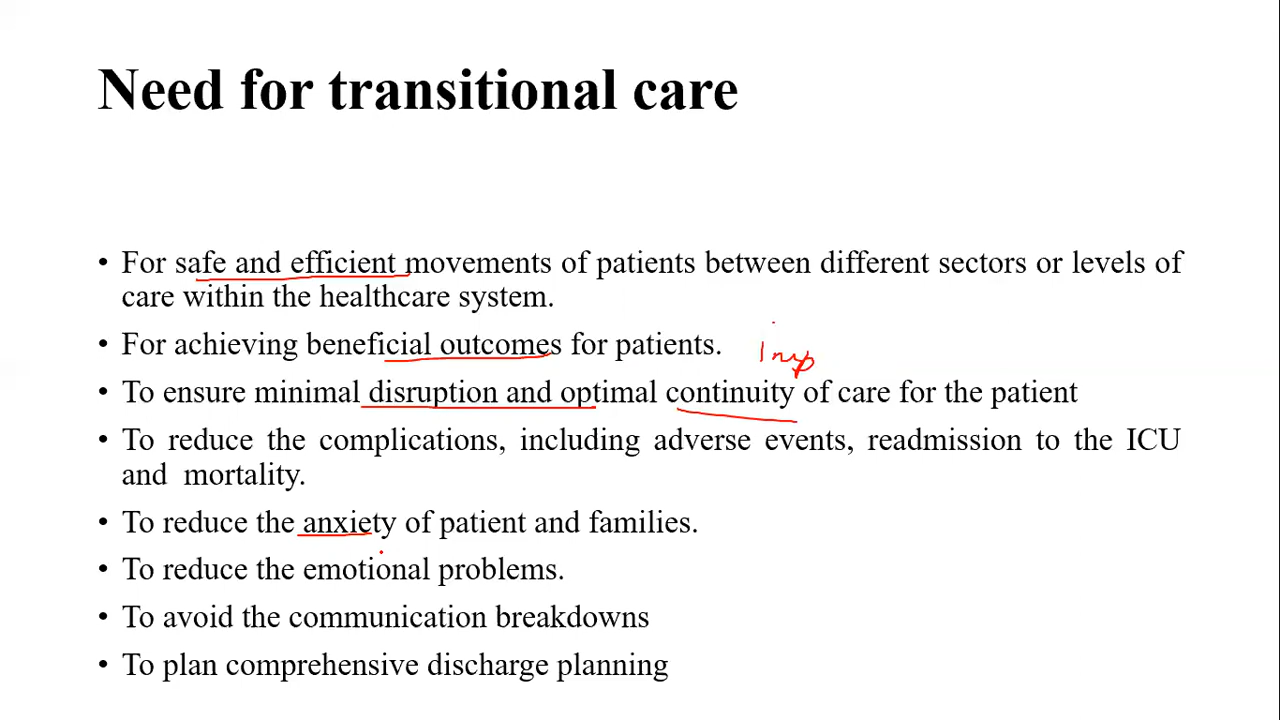 Need for transitional care
• For safe and efficient movements of patients between different sectors or levels of
care within the healthcare system.
• For achieving beneficial outcomes for patients.
Imp
• To ensure minimal disruption and optimal continuity of care for the patient
• To reduce the complications, including adverse events, readmission to the ICU
and mortality.
• To reduce the anxiety of patient and families.
• To reduce the emotional problems.
• To avoid the communication breakdowns
• To plan comprehensive discharge planning